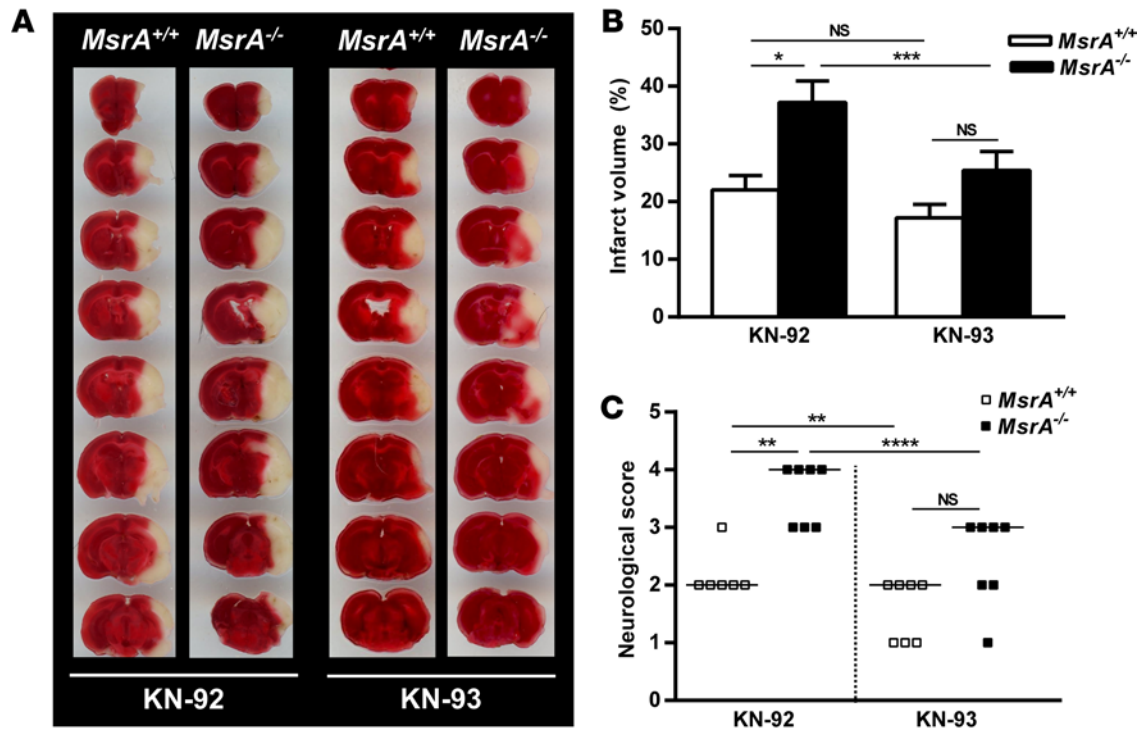 A
MsrA+/+ MsrA-/- MsrA+/+ MsrA-/-
KN-92 KN-93
B
50
40
30
20
10
0
Infarct volume (%)
NS
*
***
NS
MsrA+/+
MsrA-/-
KN-92 KN-93
C
5
4
3
2
1
0
Neurological score
**
**
****
NS
MsrA+/+
MsrA-/-
KN-92 KN-93